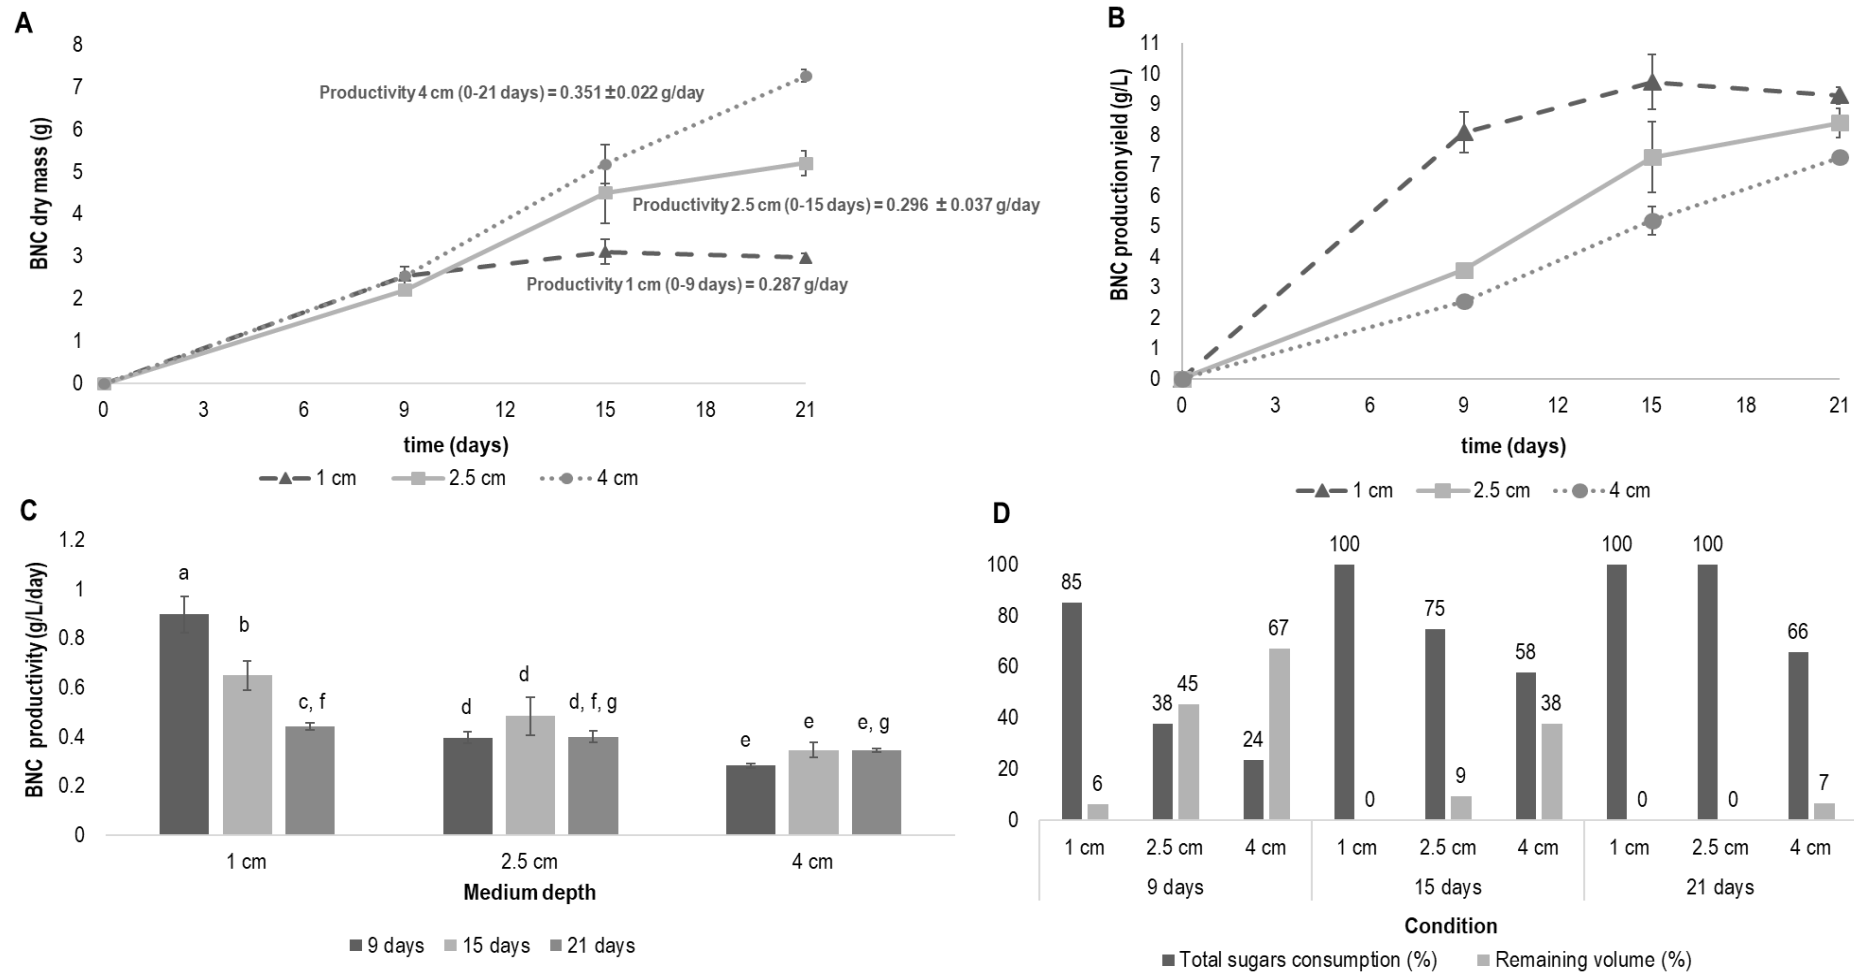 A
BNC dry mass (g)
8
7
6
5
4
3
2
1
0
Productivity 4 cm (0-21 days) = 0.351 ±0.022 g/day
Productivity 2.5 cm (0-15 days) = 0.296 ± 0.037 g/day
Productivity 1 cm (0-9 days) = 0.287 g/day
0 3 6 9 12 15 18 21
time (days)
1 cm 2.5 cm 4 cm
B
BNC production yield (g/L)
11
10
9
8
7
6
5
4
3
2
1
0
0 3 6 9 12 15 18 21
time (days)
1 cm 2.5 cm 4 cm
C
BNC productivity (g/L/day)
1.2
1
0.8
0.6
0.4
0.2
0
a
b
c, f
d
d
d, f, g
e
e
e, g
1 cm 2.5 cm 4 cm
Medium depth
9 days 15 days 21 days
D
100
80
60
40
20
0
85
6
38
45
24
67
100
0
75
9
58
38
100
0
100
0
66
7
1 cm 2.5 cm 4 cm 1 cm 2.5 cm 4 cm 1 cm 2.5 cm 4 cm
9 days 15 days 21 days
Condition
Total sugars consumption (%) Remaining volume (%)